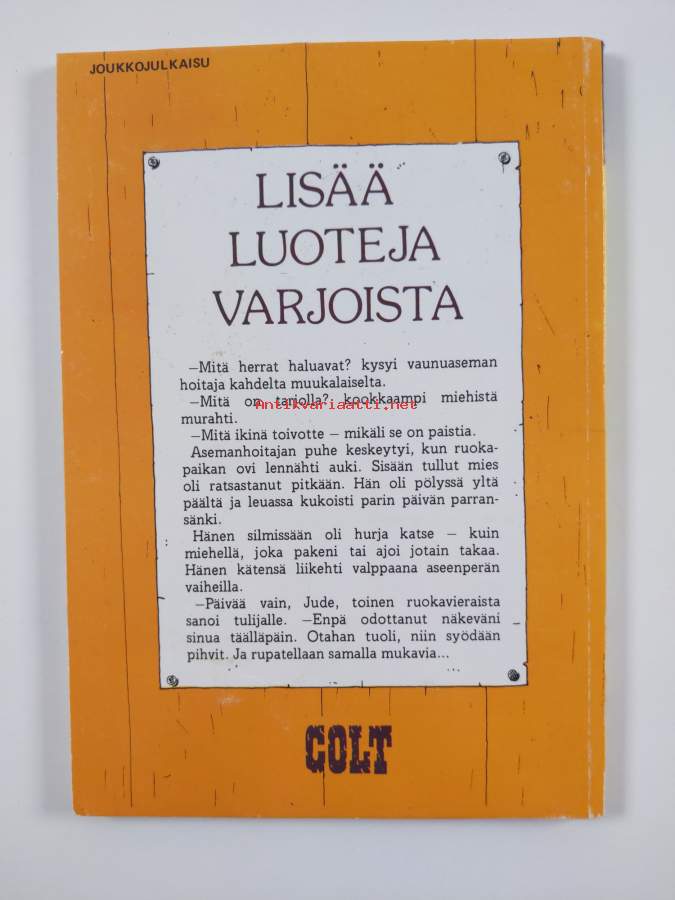 JOUKKOJULKAISU
LISÄÄ
LUOTEJA
VARJOISTA
—Mitä herrat haluavat? kysyi vaunuaseman
hoitaja kahdelta muukalaiselta.
—Mitä on tarjolla? kookkaampi miehistä
Antikvariaatti.net
murahti.
—Mitä ikinä toivotte — mikäli se on paistia.
Asemanhoitajan puhe keskeytyi, kun ruoka-
paikan ovi lennähti auki. Sisään tullut mies
oli ratsastanut pitkään. Hän oli pölyssä yltä
päältä ja leuassa kukoisti parin päivän parran-
sänki.
Hänen silmissään oli hurja katse — kuin
miehellä, joka pakeni tai ajoi jotain takaa.
Hänen kätensä liikehti valppaana aseenperän
vaiheilla.
—Päivää vain, Jude, toinen ruokavieraista
sanoi tulijalle. —Enpä odottanut näkeväni
sinua täälläpäin. Otahan tuoli, niin syödään
pihvit. Ja rupatellaan samalla mukavia...
COLT